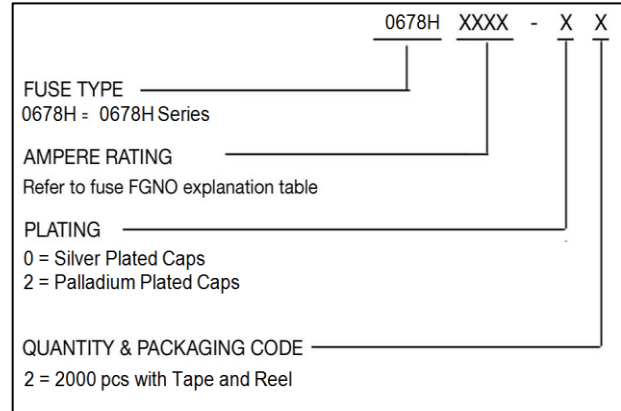 0678H XXXX - X X
FUSE TYPE
0678H = 0678H Series
AMPERE RATING
Refer to fuse FGNO explanation table
PLATING
0 = Silver Plated Caps
2 = Palladium Plated Caps
QUANTITY & PACKAGING CODE
2 = 2000 pcs with Tape and Reel